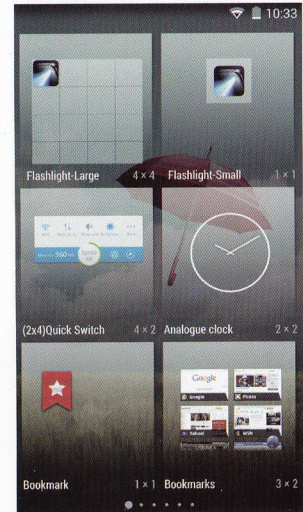 10:33
Flashlight-Large 4 × 4
Flashlight-Small 1 × 1
(2x4)Quick Switch 4 × 2
Analogue clock 2 × 2
Google
Google
Bookmark 1 × 1
Bookmarks 3 × 2